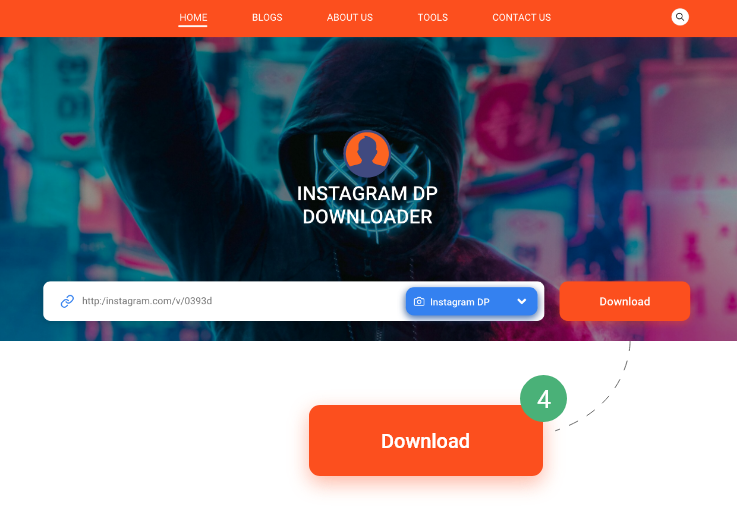 HOME BLOGS ABOUT US TOOLS CONTACT US
INSTAGRAM DP
DOWNLOADER
http:/instagram.com/v/0393d Instagram DP Download
4
Download